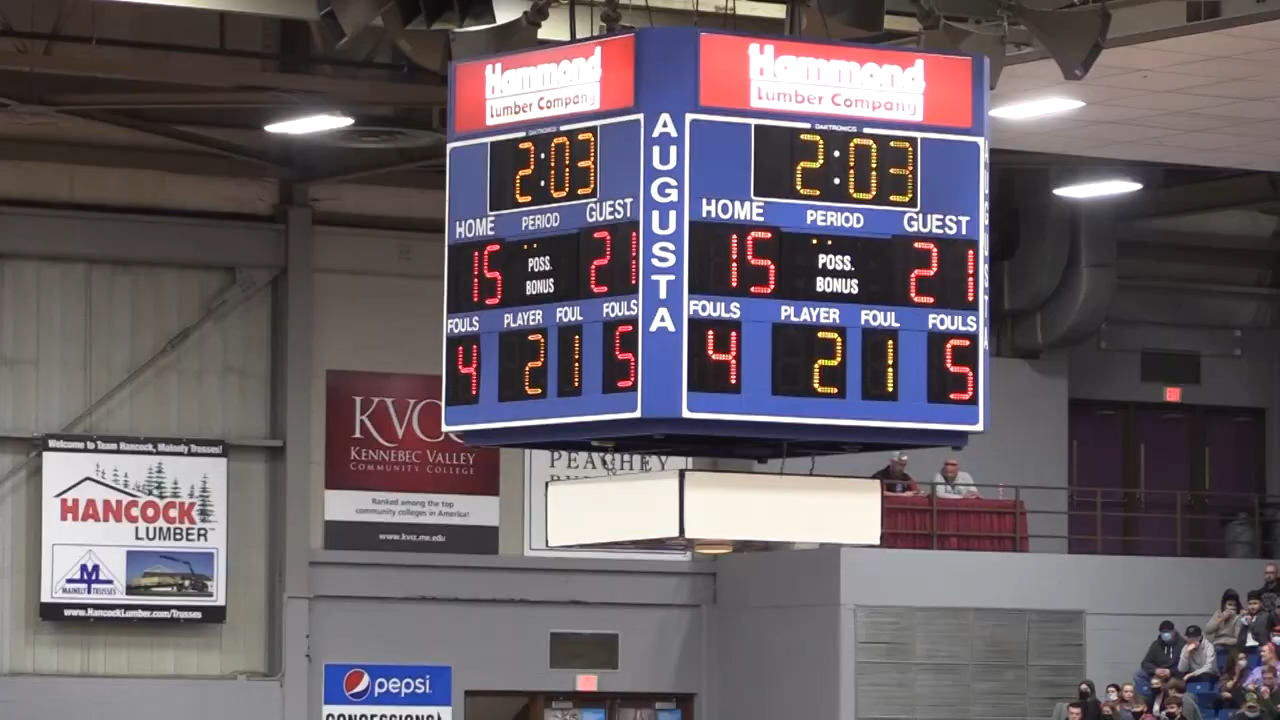 Hammond
Lumber Company
DAKTRONICS
2:03
HOME PERIOD GUEST
15 POSS. 21
BONUS
FOULS PLAYER FOUL FOULS
4 2 1 5
AUGUSTA
Hammond
Lumber Company
DAKTRONICS
2:03
HOME PERIOD GUEST
15 POSS. 21
BONUS
FOULS PLAYER FOUL FOULS
4 2 1 5
Welcome to Team Hancock, Mainely Trusses!
HANCOCK
LUMBER
M
MAINELY TRUSSES
www.HancockLumber.com/Trusses
KVCC
KENNEBEC VALLEY
COMMUNITY COLLEGE
Ranked among the top
community colleges in America!
www.kvcc.me.edu
PEACHEY
EXIT
pepsi
CONCESSIONS